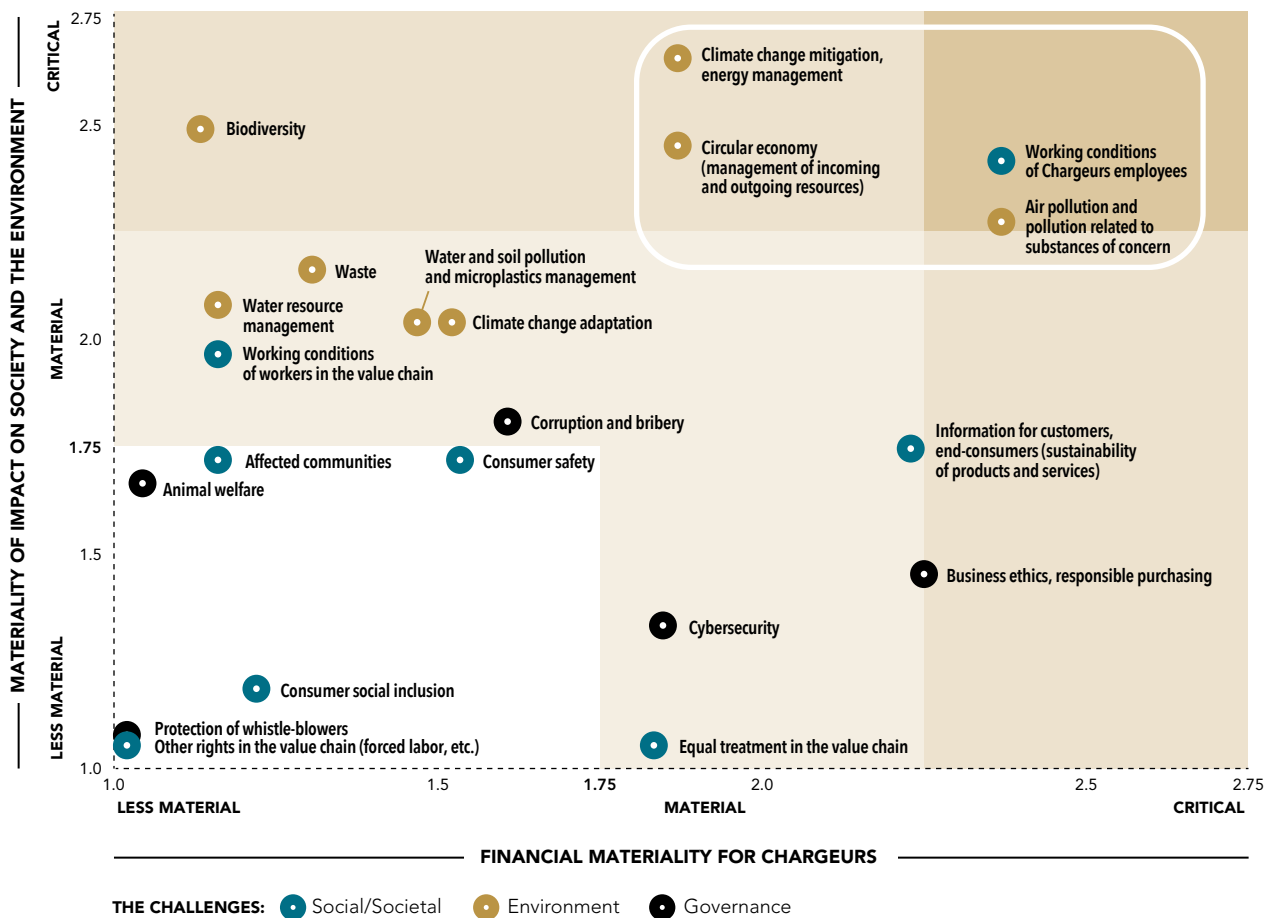 MATERIALITY OF IMPACT ON SOCIETY AND THE ENVIRONMENT
CRITICAL
MATERIAL
LESS MATERIAL
2.75
2.5
2.0
1.75
1.5
1.0
Climate change mitigation,
energy management
Biodiversity
Circular economy
(management of incoming
and outgoing resources)
Working conditions
of Chargeurs employees
Air pollution and
pollution related to
substances of concern
Water and soil pollution
and microplastics management
Waste
Water resource
management
Climate change adaptation
Working conditions
of workers in the value chain
Corruption and bribery
Information for customers,
end-consumers (sustainability
of products and services)
Affected communities
Consumer safety
Animal welfare
Business ethics, responsible purchasing
Cybersecurity
Consumer social inclusion
Protection of whistle-blowers
Other rights in the value chain (forced labor, etc.)
Equal treatment in the value chain
1.0
1.5
1.75
2.0
2.5
2.75
LESS MATERIAL
MATERIAL
CRITICAL
FINANCIAL MATERIALITY FOR CHARGEURS
THE CHALLENGES: Social/Societal Environment Governance